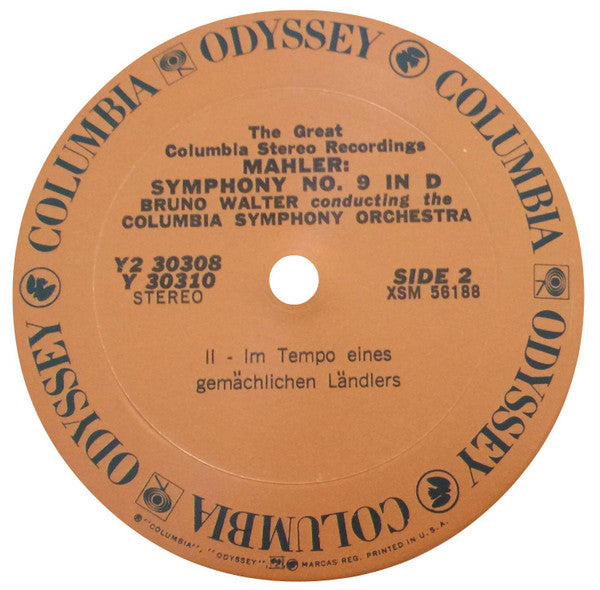 COLUMBIA ODYSSEY COLUMBIA ODYSSEY COLUMBIA ODYSSEY
The Great
Columbia Stereo Recordings
MAHLER:
SYMPHONY NO. 9 IN D
BRUNO WALTER conducting the
COLUMBIA SYMPHONY ORCHESTRA
Y2 30308
Y 30310
STEREO
SIDE 2
XSM 56188
II - Im Tempo eines
gemächlichen Ländlers
℗ "COLUMBIA", "ODYSSEY", MARCAS REG. PRINTED IN U.S.A.